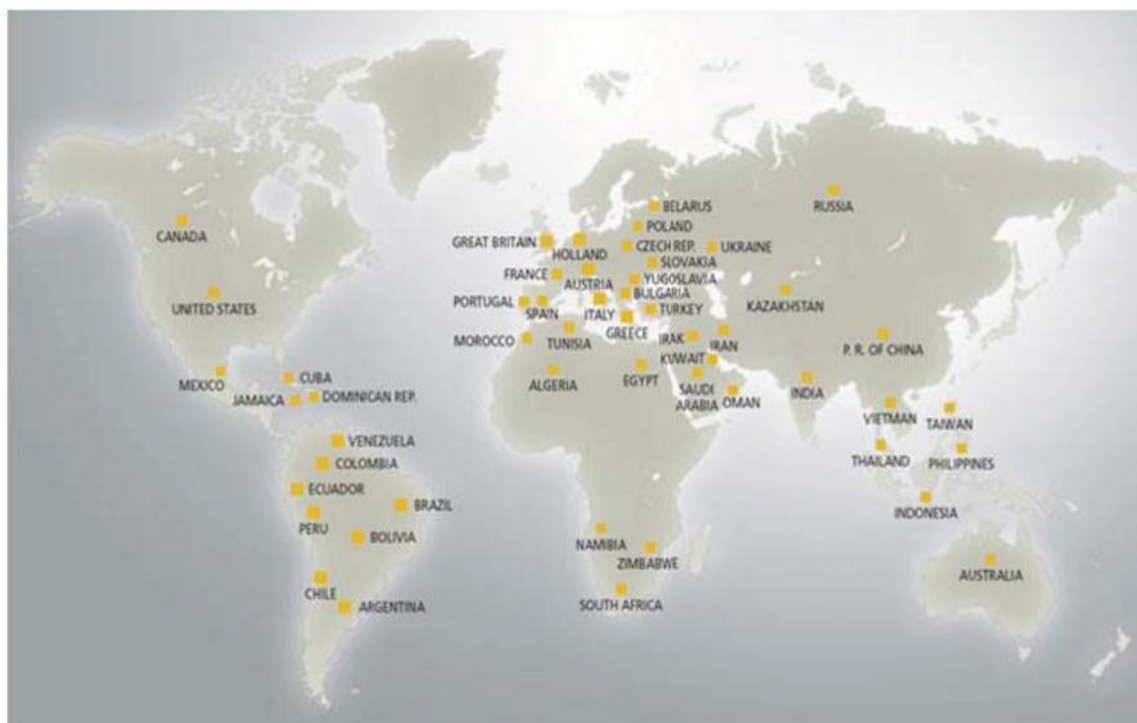 BELARUS
RUSSIA
CANADA
POLAND
GREAT BRITAIN
HOLLAND
CZECH REP.
UKRAINE
SLOVAKIA
FRANCE
AUSTRIA
YUGOSLAVIA
BULGARIA
KAZAKHSTAN
UNITED STATES
PORTUGAL
SPAIN
ITALY
TURKEY
GREECE
MOROCCO
TUNISIA
IRAK
IRAN
P. R. OF CHINA
KUWAIT
MEXICO
CUBA
ALGERIA
EGYPT
SAUDI
ARABIA
OMAN
INDIA
JAMAICA
DOMINICAN REP.
VIETMAN
TAIWAN
VENEZUELA
COLOMBIA
THAILAND
PHILIPPINES
ECUADOR
BRAZIL
INDONESIA
PERU
BOLIVIA
NAMIBIA
ZIMBABWE
AUSTRALIA
CHILE
ARGENTINA
SOUTH AFRICA